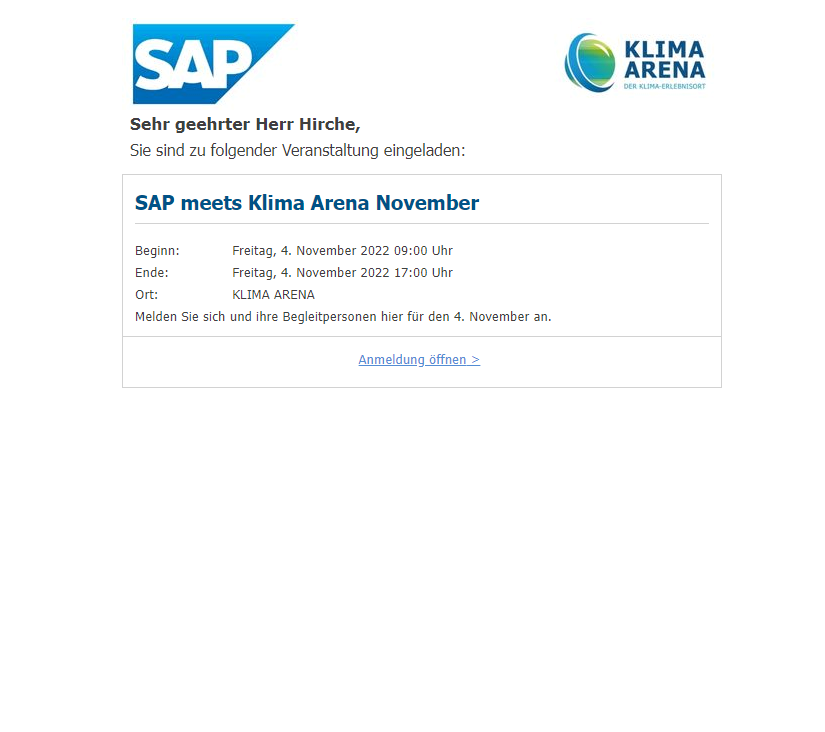 SAP
KLIMA
ARENA
DER KLIMA-ERLEBNISORT
Sehr geehrter Herr Hirche,
Sie sind zu folgender Veranstaltung eingeladen:
SAP meets Klima Arena November
Beginn: Freitag, 4. November 2022 09:00 Uhr
Ende: Freitag, 4. November 2022 17:00 Uhr
Ort: KLIMA ARENA
Melden Sie sich und ihre Begleitpersonen hier für den 4. November an.
Anmeldung öffnen >